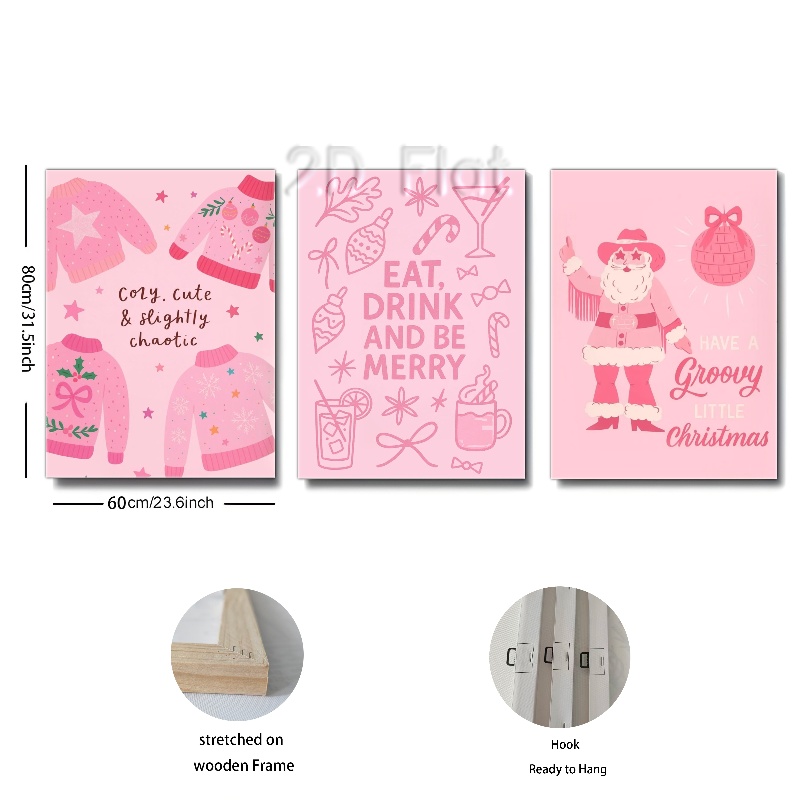 2D Flat
80cm/31.5inch
Cozy, cute
& slightly
chaotic
EAT,
DRINK
AND BE
MERRY
HAVE A
Groovy
LITTLE
Christmas
60cm/23.6inch
stretched on
wooden Frame
Hook
Ready to Hang